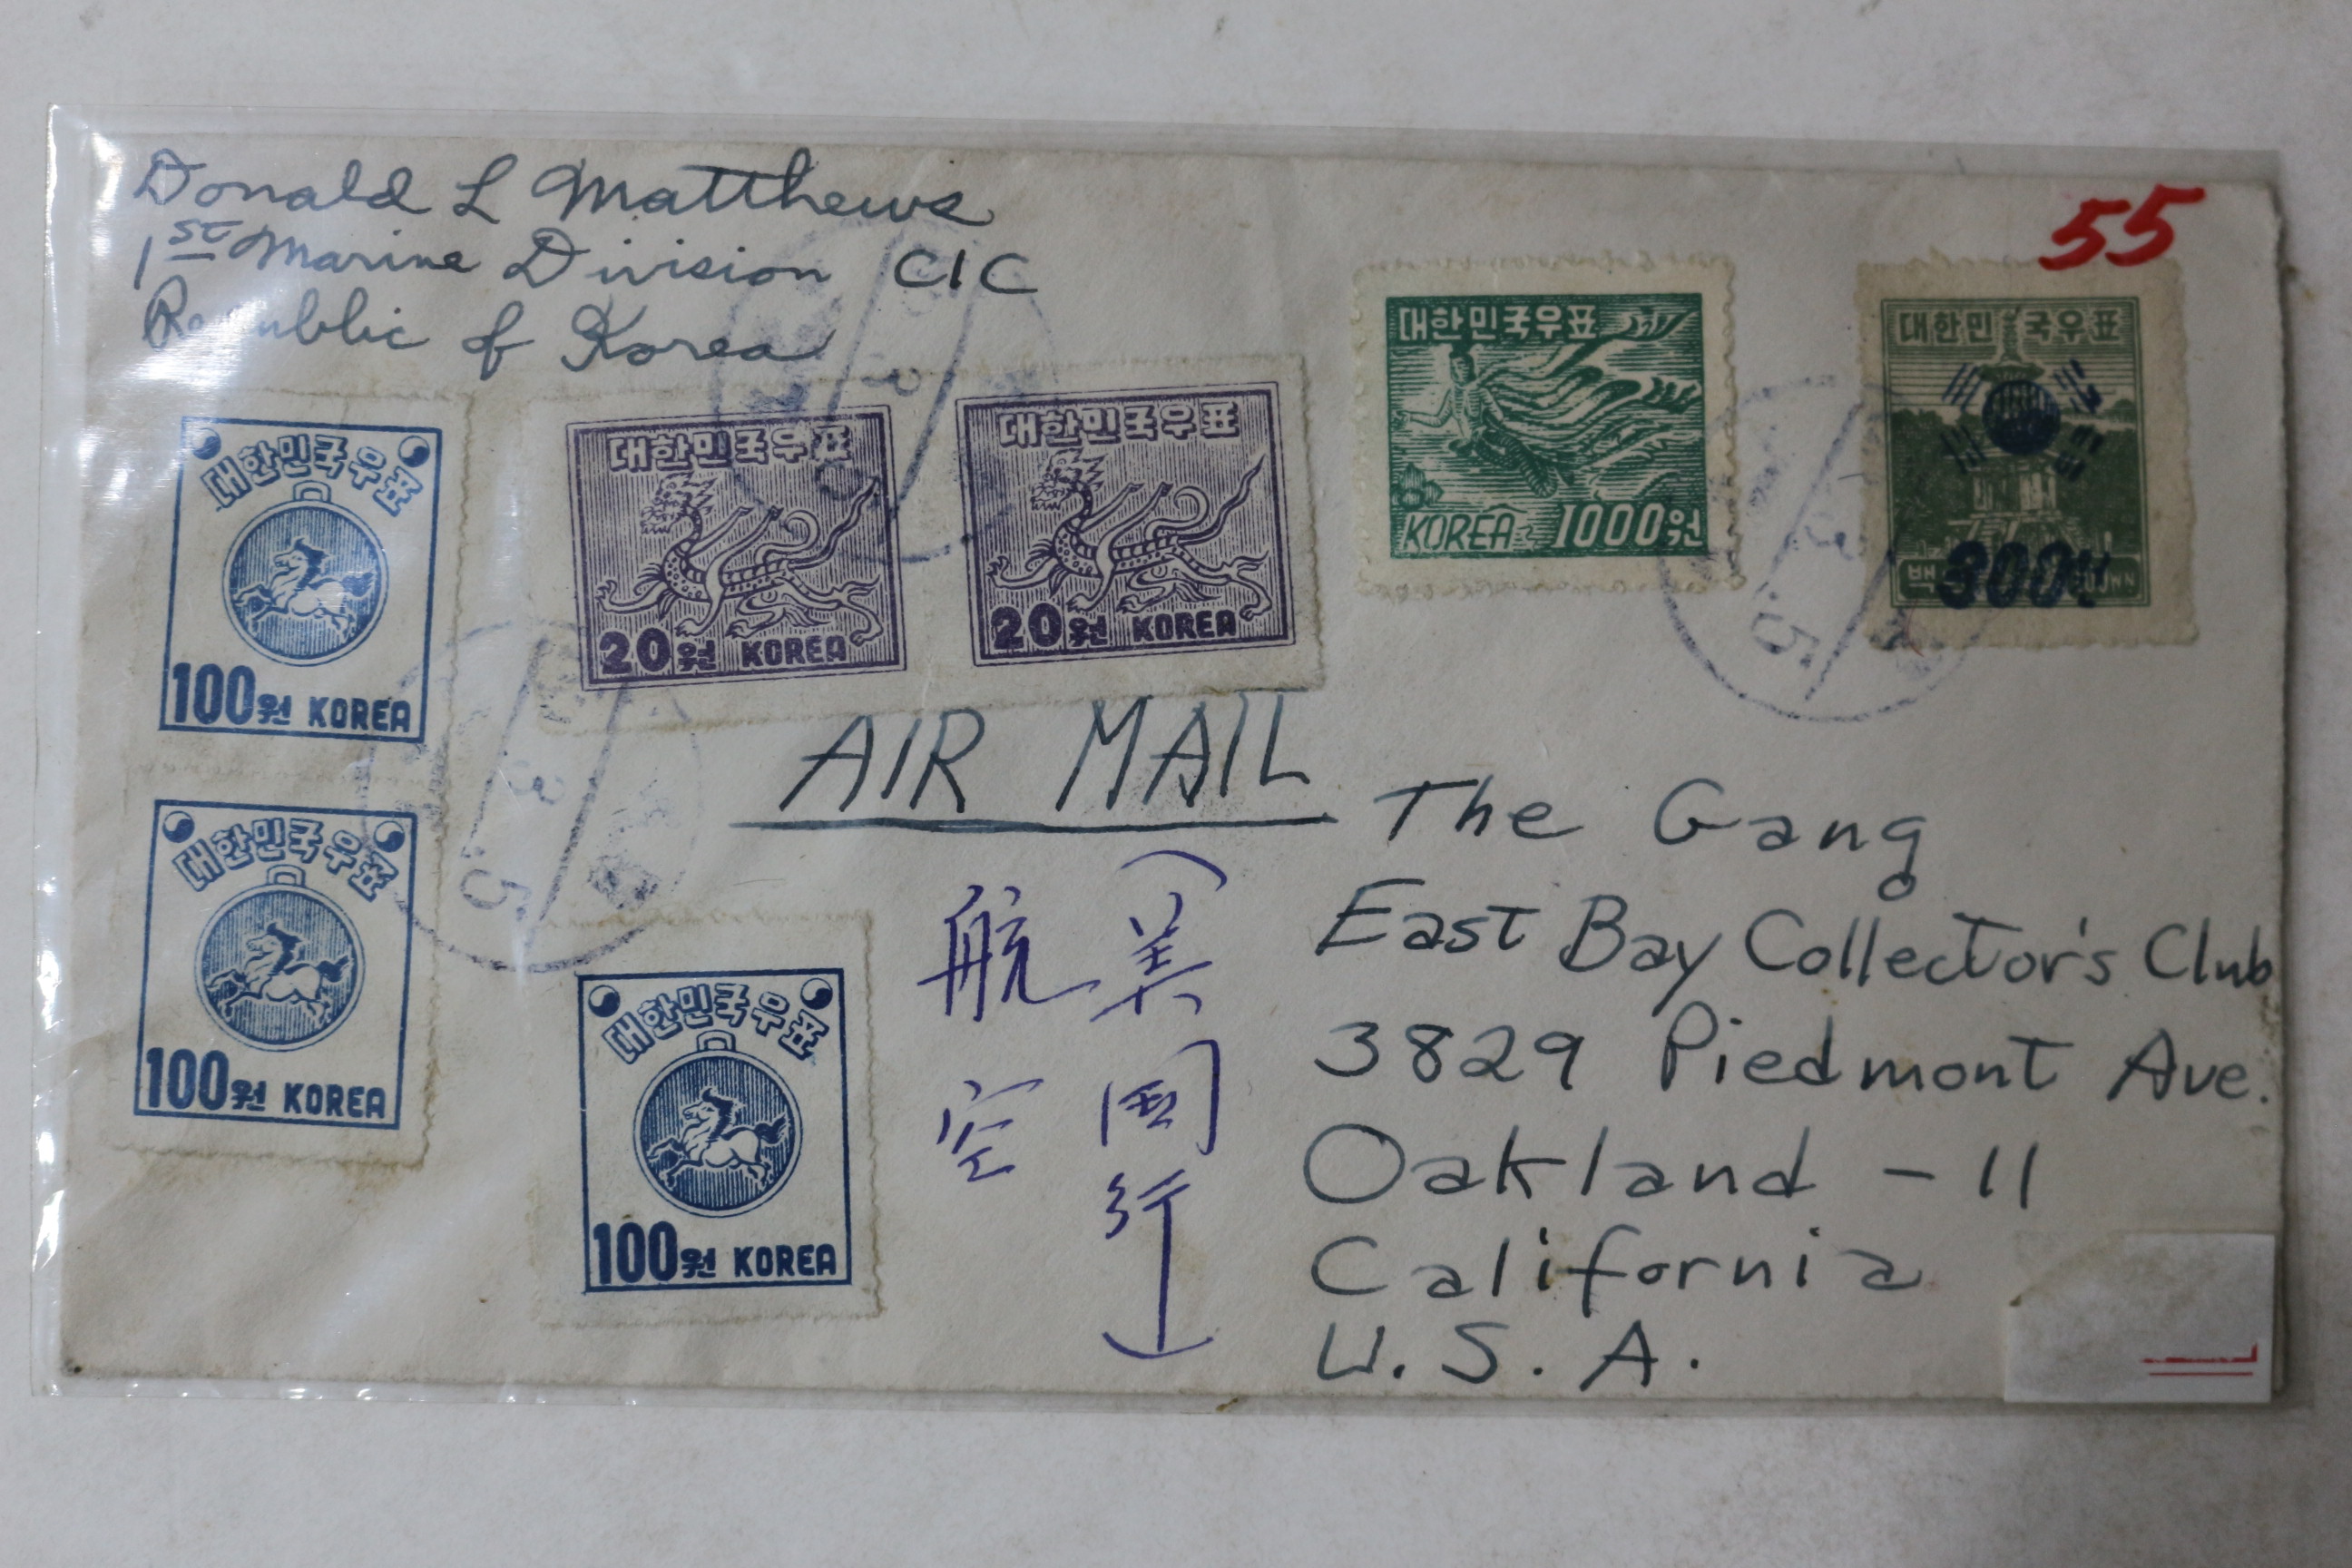 Donald L Matthews
1st Marine Division CIC
Republic of Korea
55
대한민국우표
100원 KOREA
대한민국우표
20원 KOREA
대한민국우표
20원 KOREA
대한민국우표
KOREA 1000원
대한민국우표
300
대한민국우표
100원 KOREA
대한민국우표
100원 KOREA
AIR MAIL
(美国行)
航空
The Gang
East Bay Collector's Club
3829 Piedmont Ave.
Oakland - 11
California
U.S.A.